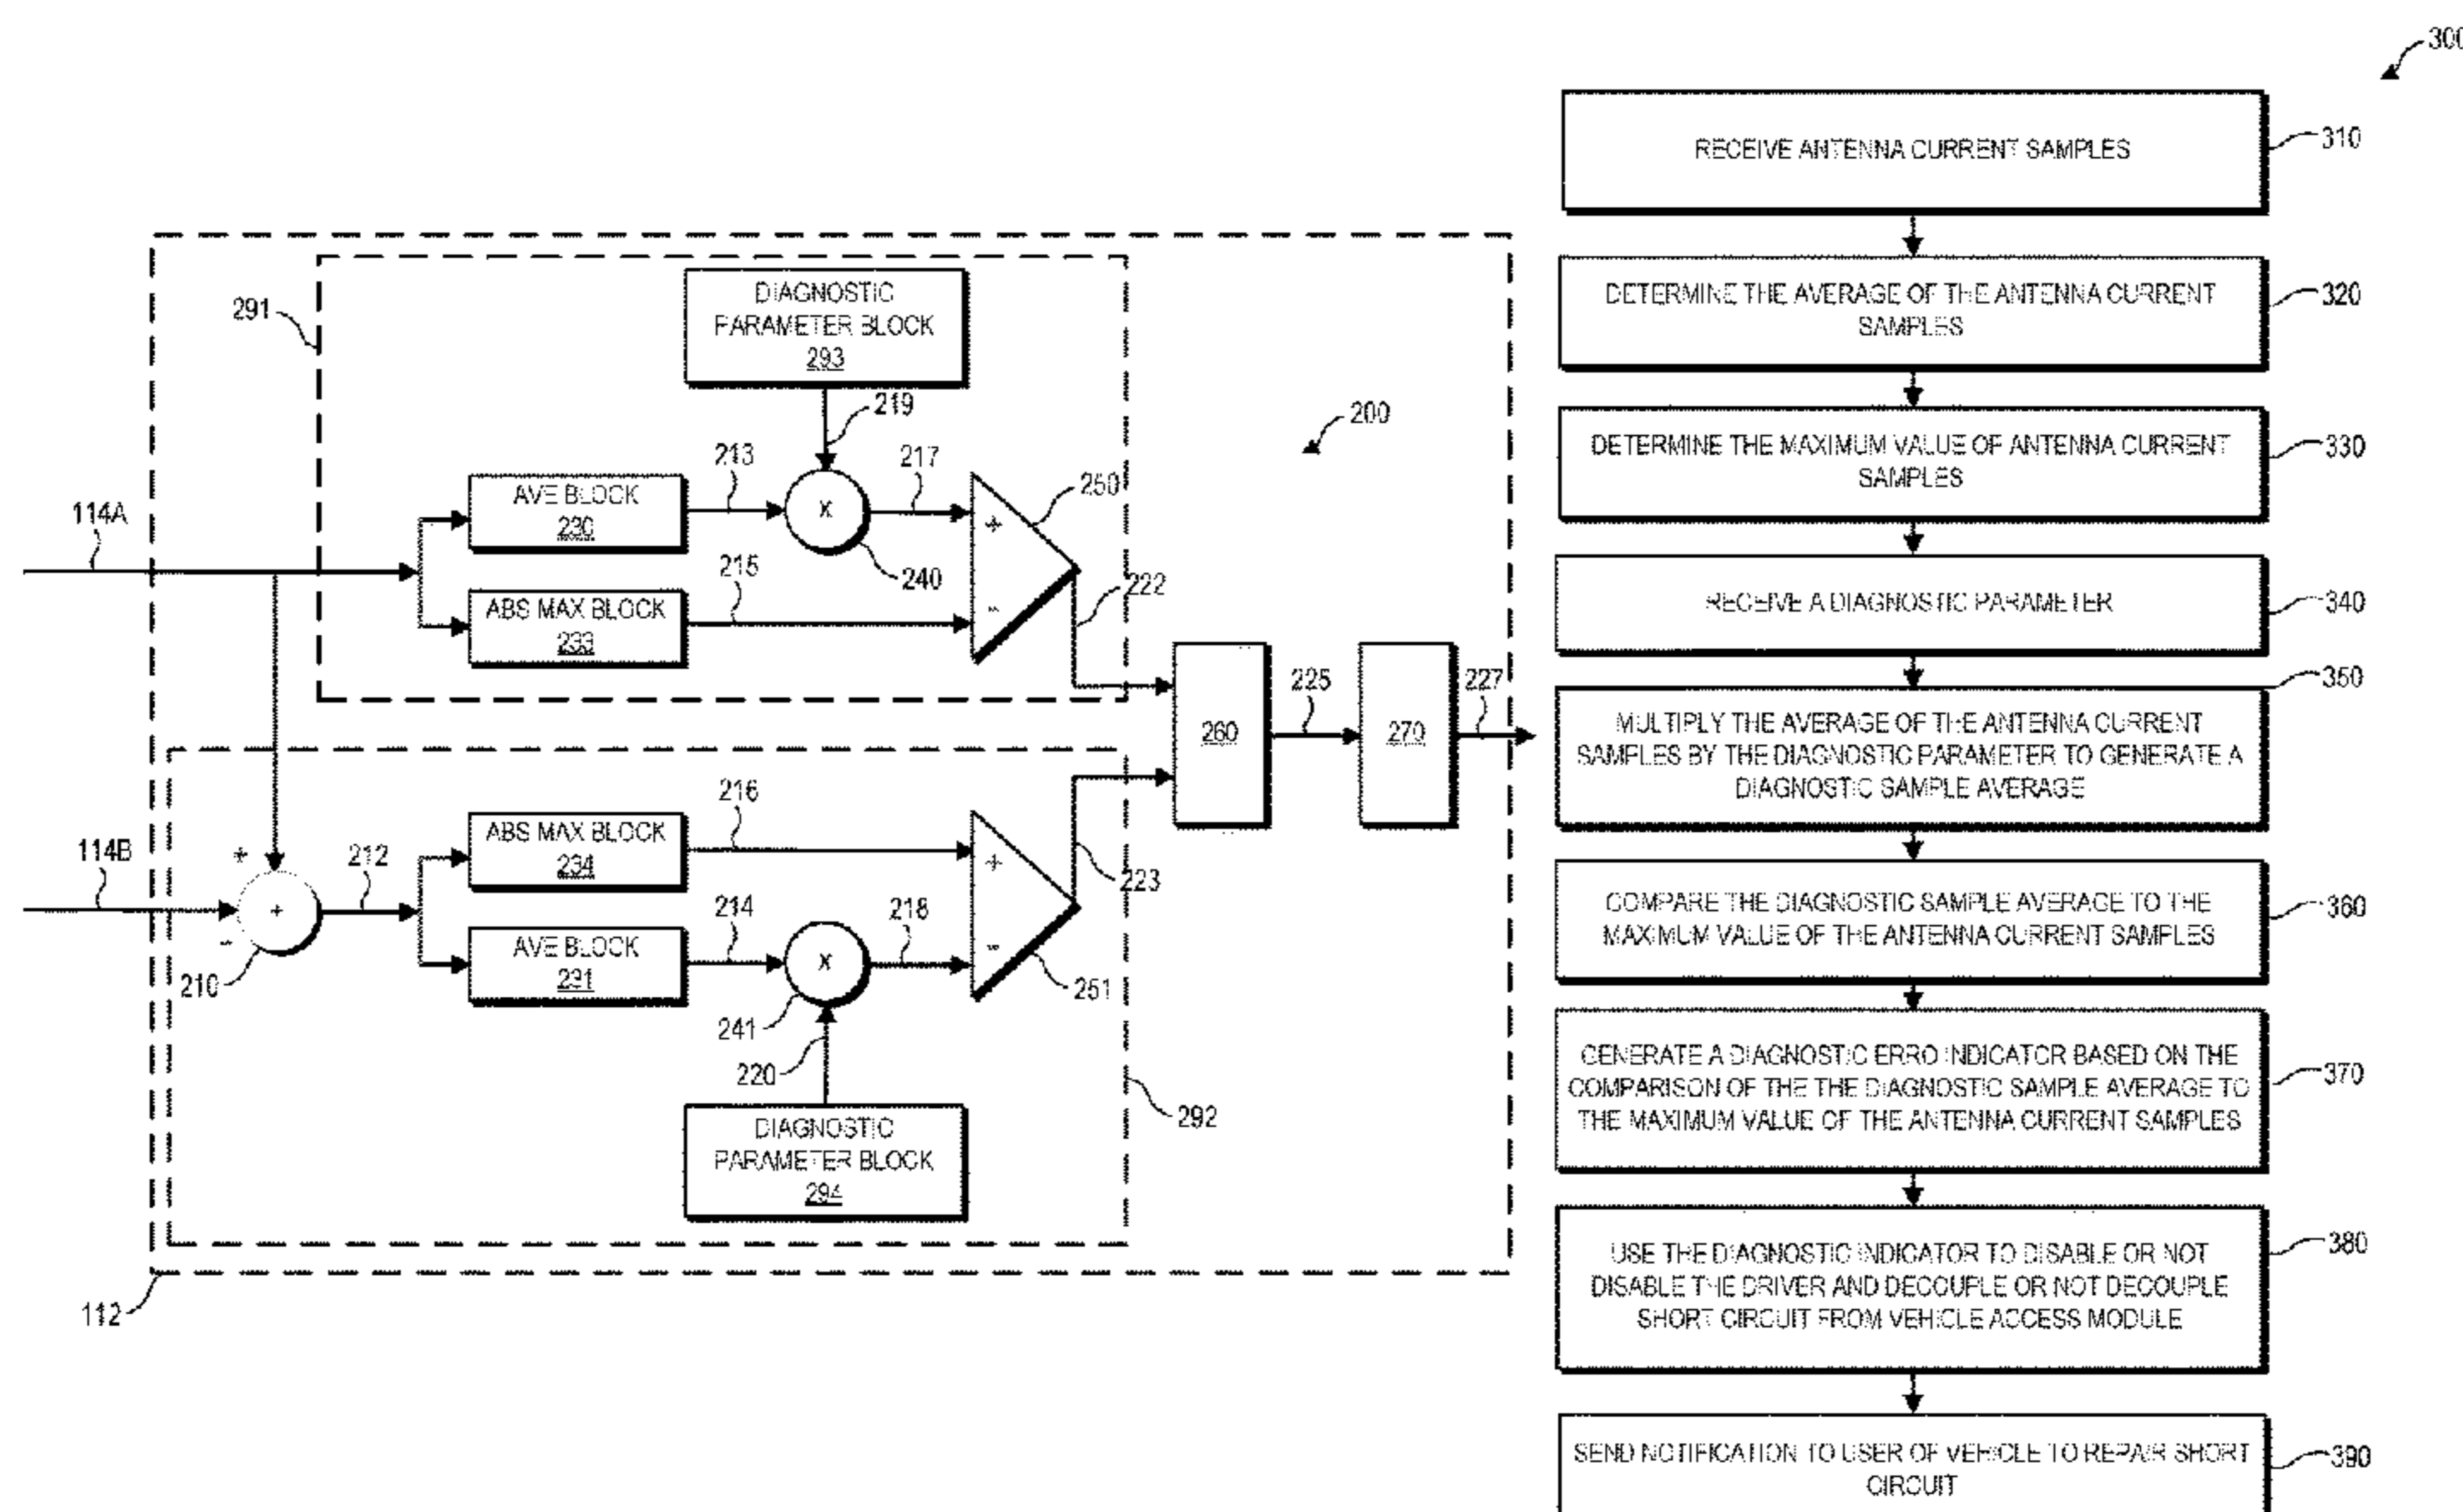 300
RECEIVE ANTENNA CURRENT SAMPLES
310
DETERMINE THE AVERAGE OF THE ANTENNA CURRENT
SAMPLES
320
DETERMINE THE MAXIMUM VALUE OF ANTENNA CURRENT
SAMPLES
330
RECEIVE A DIAGNOSTIC PARAMETER
340
350
MULTIPLY THE AVERAGE OF THE ANTENNA CURRENT
SAMPLES BY THE DIAGNOSTIC PARAMETER TO GENERATE A
DIAGNOSTIC SAMPLE AVERAGE
COMPARE THE DIAGNOSTIC SAMPLE AVERAGE TO THE
MAXIMUM VALUE OF THE ANTENNA CURRENT SAMPLES
360
GENERATE A DIAGNOSTIC ERRO INDICATOR BASED ON THE
COMPARISON OF THE THE DIAGNOSTIC SAMPLE AVERAGE TO
THE MAXIMUM VALUE OF THE ANTENNA CURRENT SAMPLES
370
USE THE DIAGNOSTIC INDICATOR TO DISABLE OR NOT
DISABLE THE DRIVER AND DECOUPLE OR NOT DECOUPLE
SHORT CIRCUIT FROM VEHICLE ACCESS MODULE
380
SEND NOTIFICATION TO USER OF VEHICLE TO REPAIR SHORT
CIRCUIT
390
291
DIAGNOSTIC
PARAMETER BLOCK
293
219
200
213
217
250
AVE BLOCK
230
X
+
114A
240
215
222
ABS MAX BLOCK
233
-
225
227
260
270
216
ABS MAX BLOCK
234
+
223
114B
+
212
+
-
210
214
218
AVE BLOCK
231
X
-
251
241
220
DIAGNOSTIC
PARAMETER BLOCK
294
292
112